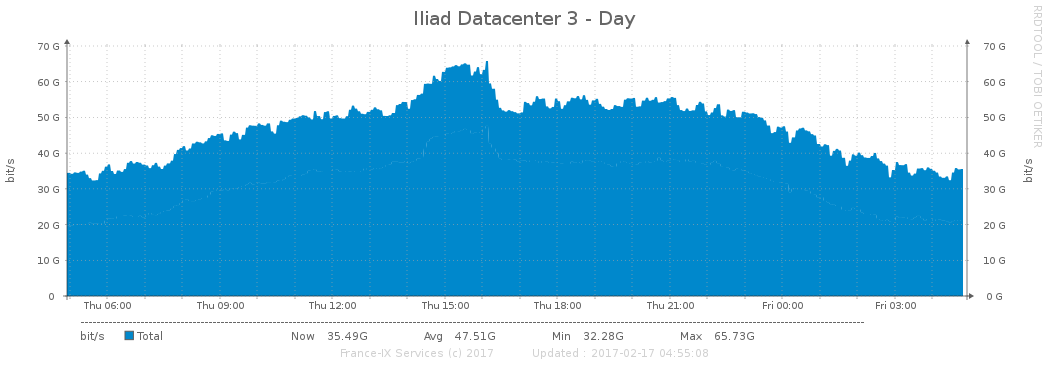 Iliad Datacenter 3 - Day
RRDTOOL / TOBI OETIKER
70 G 70 G
60 G 60 G
50 G 50 G
40 G 40 G
30 G 30 G
20 G 20 G
10 G 10 G
0 0 G
bit/s bit/s
Thu 06:00 Thu 09:00 Thu 12:00 Thu 15:00 Thu 18:00 Thu 21:00 Fri 00:00 Fri 03:00
bit/s Total Now 35.49G Avg 47.51G Min 32.28G Max 65.73G
France-IX Services (c) 2017 Updated : 2017-02-17 04:55:08